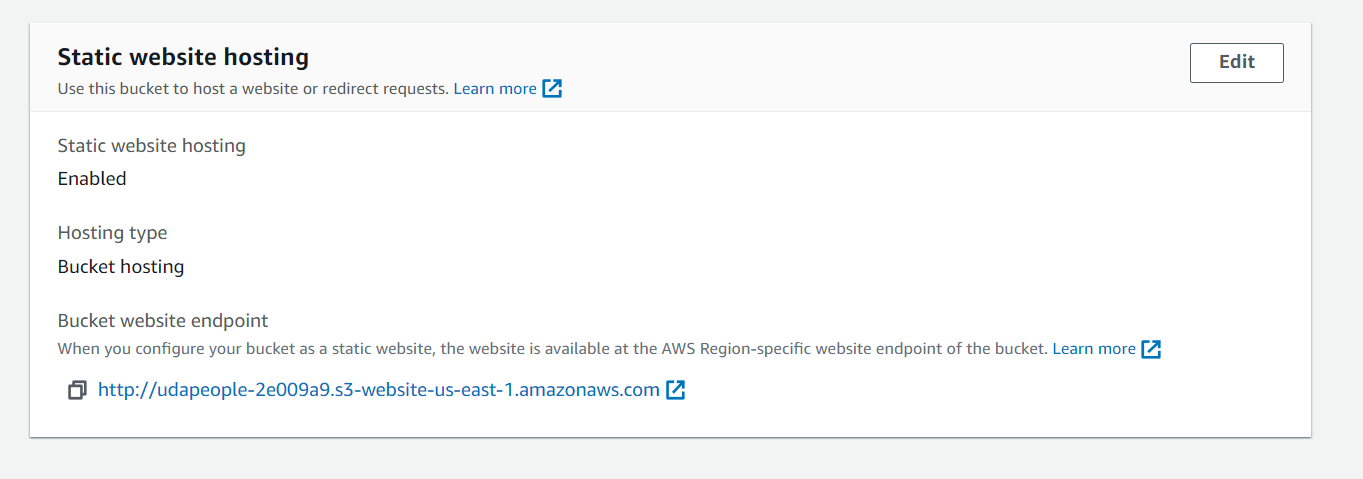 Static website hosting
Edit
Use this bucket to host a website or redirect requests. Learn more
Static website hosting
Enabled
Hosting type
Bucket hosting
Bucket website endpoint
When you configure your bucket as a static website, the website is available at the AWS Region-specific website endpoint of the bucket. Learn more
http://udapeople-2e009a9.s3-website-us-east-1.amazonaws.com